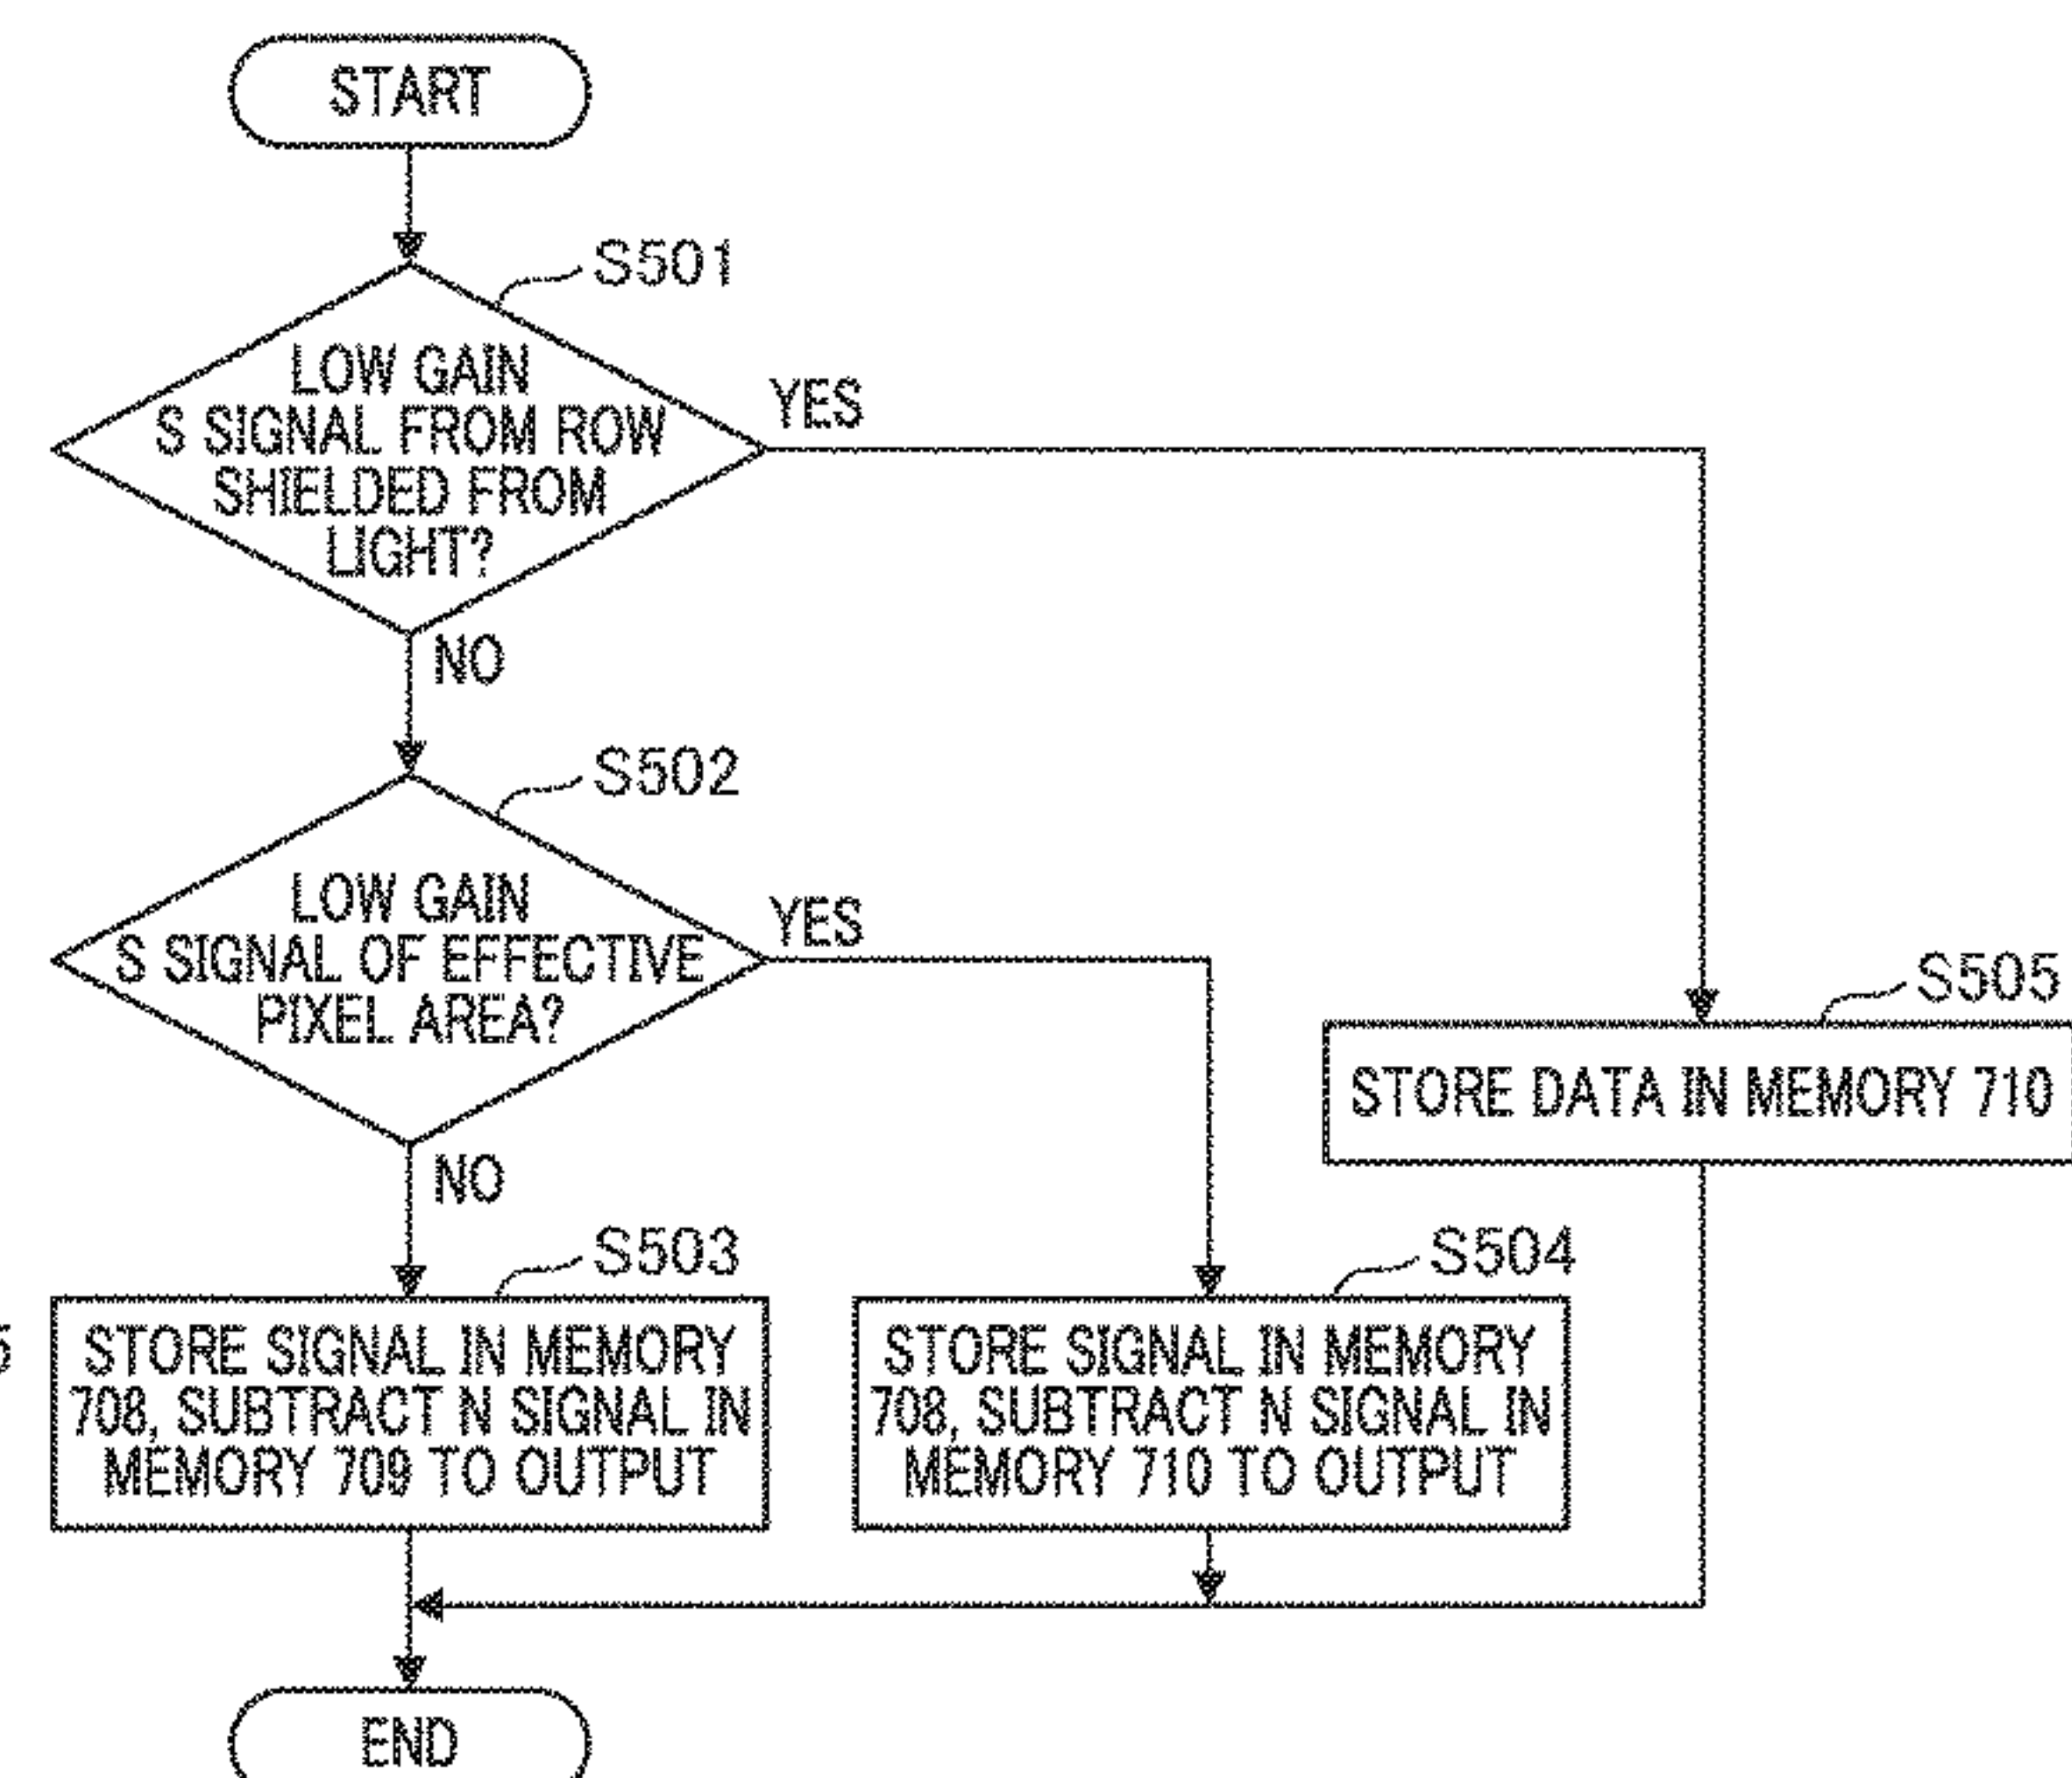 START
S501
LOW GAIN
S SIGNAL FROM ROW
SHIELDED FROM
LIGHT?
YES
NO
S502
LOW GAIN
S SIGNAL OF EFFECTIVE
PIXEL AREA?
YES
NO
S505
STORE DATA IN MEMORY 710
S503
STORE SIGNAL IN MEMORY
708, SUBTRACT N SIGNAL IN
MEMORY 709 TO OUTPUT
S504
STORE SIGNAL IN MEMORY
708, SUBTRACT N SIGNAL IN
MEMORY 710 TO OUTPUT
END